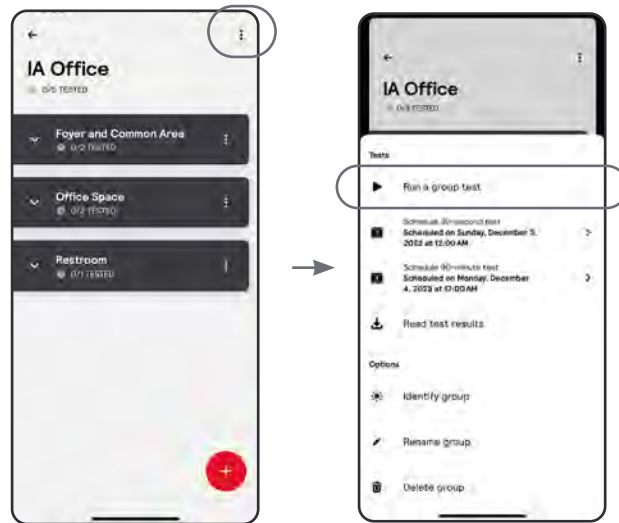 IA Office
0/5 TESTED
Foyer and Common Area
0/2 TESTED
Office Space
0/2 TESTED
Restroom
0/1 TESTED
IA Office
0/5 TESTED
Tests
Run a group test
Schedule 30-second test
Scheduled on Sunday, December 3,
2023 at 12:00 AM
Schedule 90-minute test
Scheduled on Monday, December
4, 2023 at 12:00 AM
Read test results
Options
Identify group
Rename group
Delete group